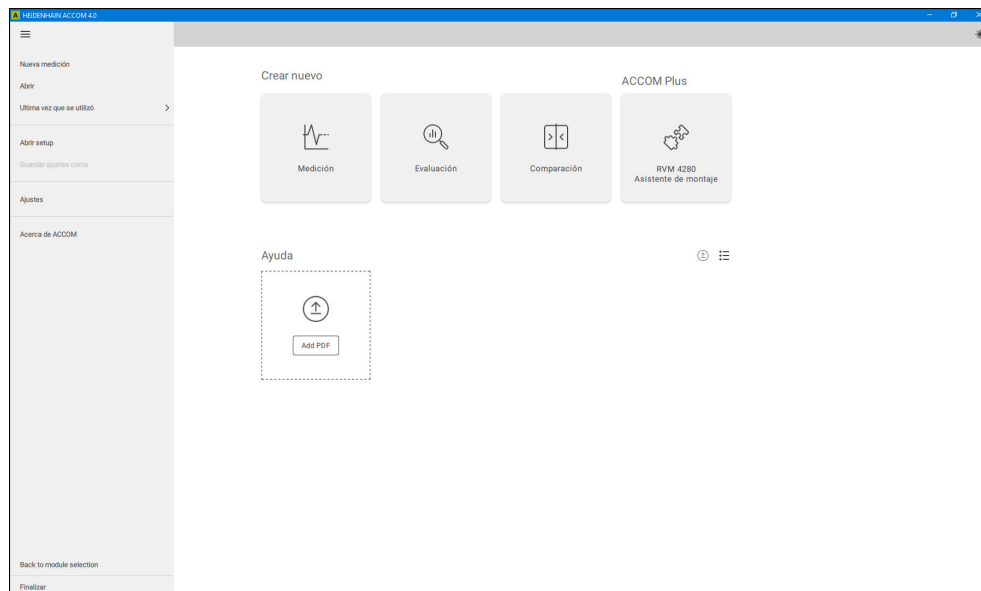 HEIDENHAIN ACCOM 4.0
Nueva medición
Abrir
Ultima vez que se utilizó
Abrir setup
Guardar ajustes como
Ajustes
Acerca de ACCOM
Back to module selection
Finalizar
Crear nuevo
ACCOM Plus
Medición
Evaluación
Comparación
RVM 4280
Asistente de montaje
Ayuda
Add PDF